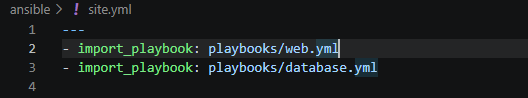 ansible > ! site.yml
1 ---
2 - import_playbook: playbooks/web.yml
3 - import_playbook: playbooks/database.yml
4